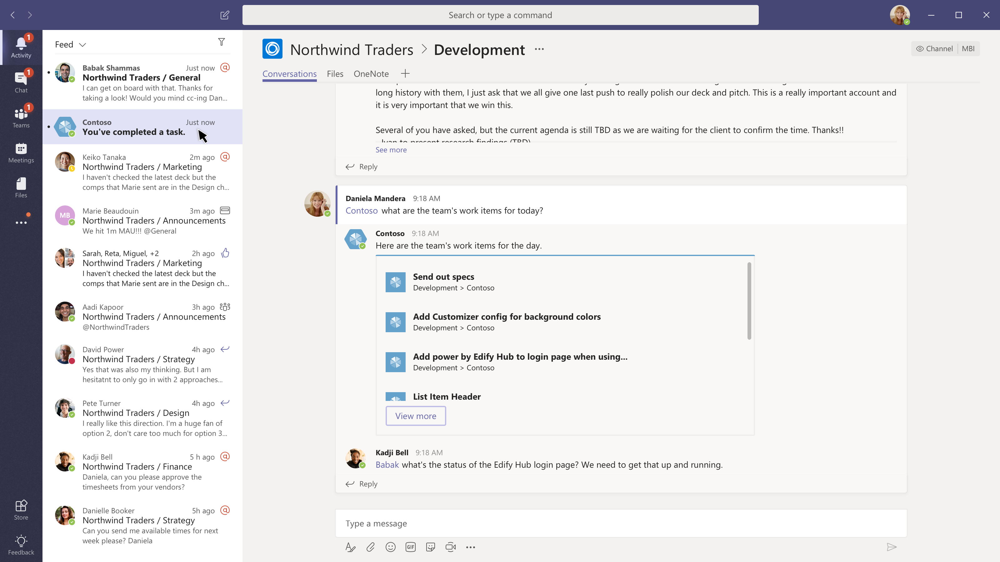 Search or type a command
1
Activity
1
Chat
1
Teams
Meetings
Files
Store
Feedback
Feed
Babak Shammas Just now
Northwind Traders / General
I can get on board with that. Thanks for
taking a look! Would you mind cc-ing Dan...
Contoso Just now
You've completed a task.
Keiko Tanaka 2m ago
Northwind Traders / Marketing
I haven't checked the latest deck but the
comps that Marie sent are in the Design ch...
MB
Marie Beaudouin 3m ago
Northwind Traders / Announcements
We hit 1m MAU!!! @General
Sarah, Reta, Miguel, +2 2h ago
Northwind Traders / Marketing
I haven't checked the latest deck but the
comps that Marie sent are in the Design ch...
Aadi Kapoor 3h ago
Northwind Traders / Announcements
@NorthwindTraders
David Power 4h ago
Northwind Traders / Strategy
Yes that was also my thinking. But I am
hesitatnt to only go in with 2 approaches...
Pete Turner 4h ago
Northwind Traders / Design
I really like this direction. I'm a huge fan of
option 2, don't care too much for option 3...
Kadji Bell 5 h ago
Northwind Traders / Finance
Daniela, can you please approve the
timesheets from your vendors?
Danielle Booker 5h ago
Northwind Traders / Strategy
Can you send me available times for next
week please? Daniela
Northwind Traders > Development ...
Channel MBI
Conversations Files OneNote
long history with them, I just ask that we all give one last push to really polish our deck and pitch. This is a really important account and
it is very important that we win this.
Several of you have asked, but the current agenda is still TBD as we are waiting for the client to confirm the time. Thanks!!
Ivan to present research findings (TBD)
See more
Reply
Daniela Mandera 9:18 AM
Contoso what are the team's work items for today?
Contoso 9:18 AM
Here are the team's work items for the day.
Send out specs
Development > Contoso
Add Customizer config for background colors
Development > Contoso
Add power by Edify Hub to login page when using...
Development > Contoso
List Item Header
View more
Kadji Bell 9:18 AM
Babak what's the status of the Edify Hub login page? We need to get that up and running.
Reply
Type a message
GIF